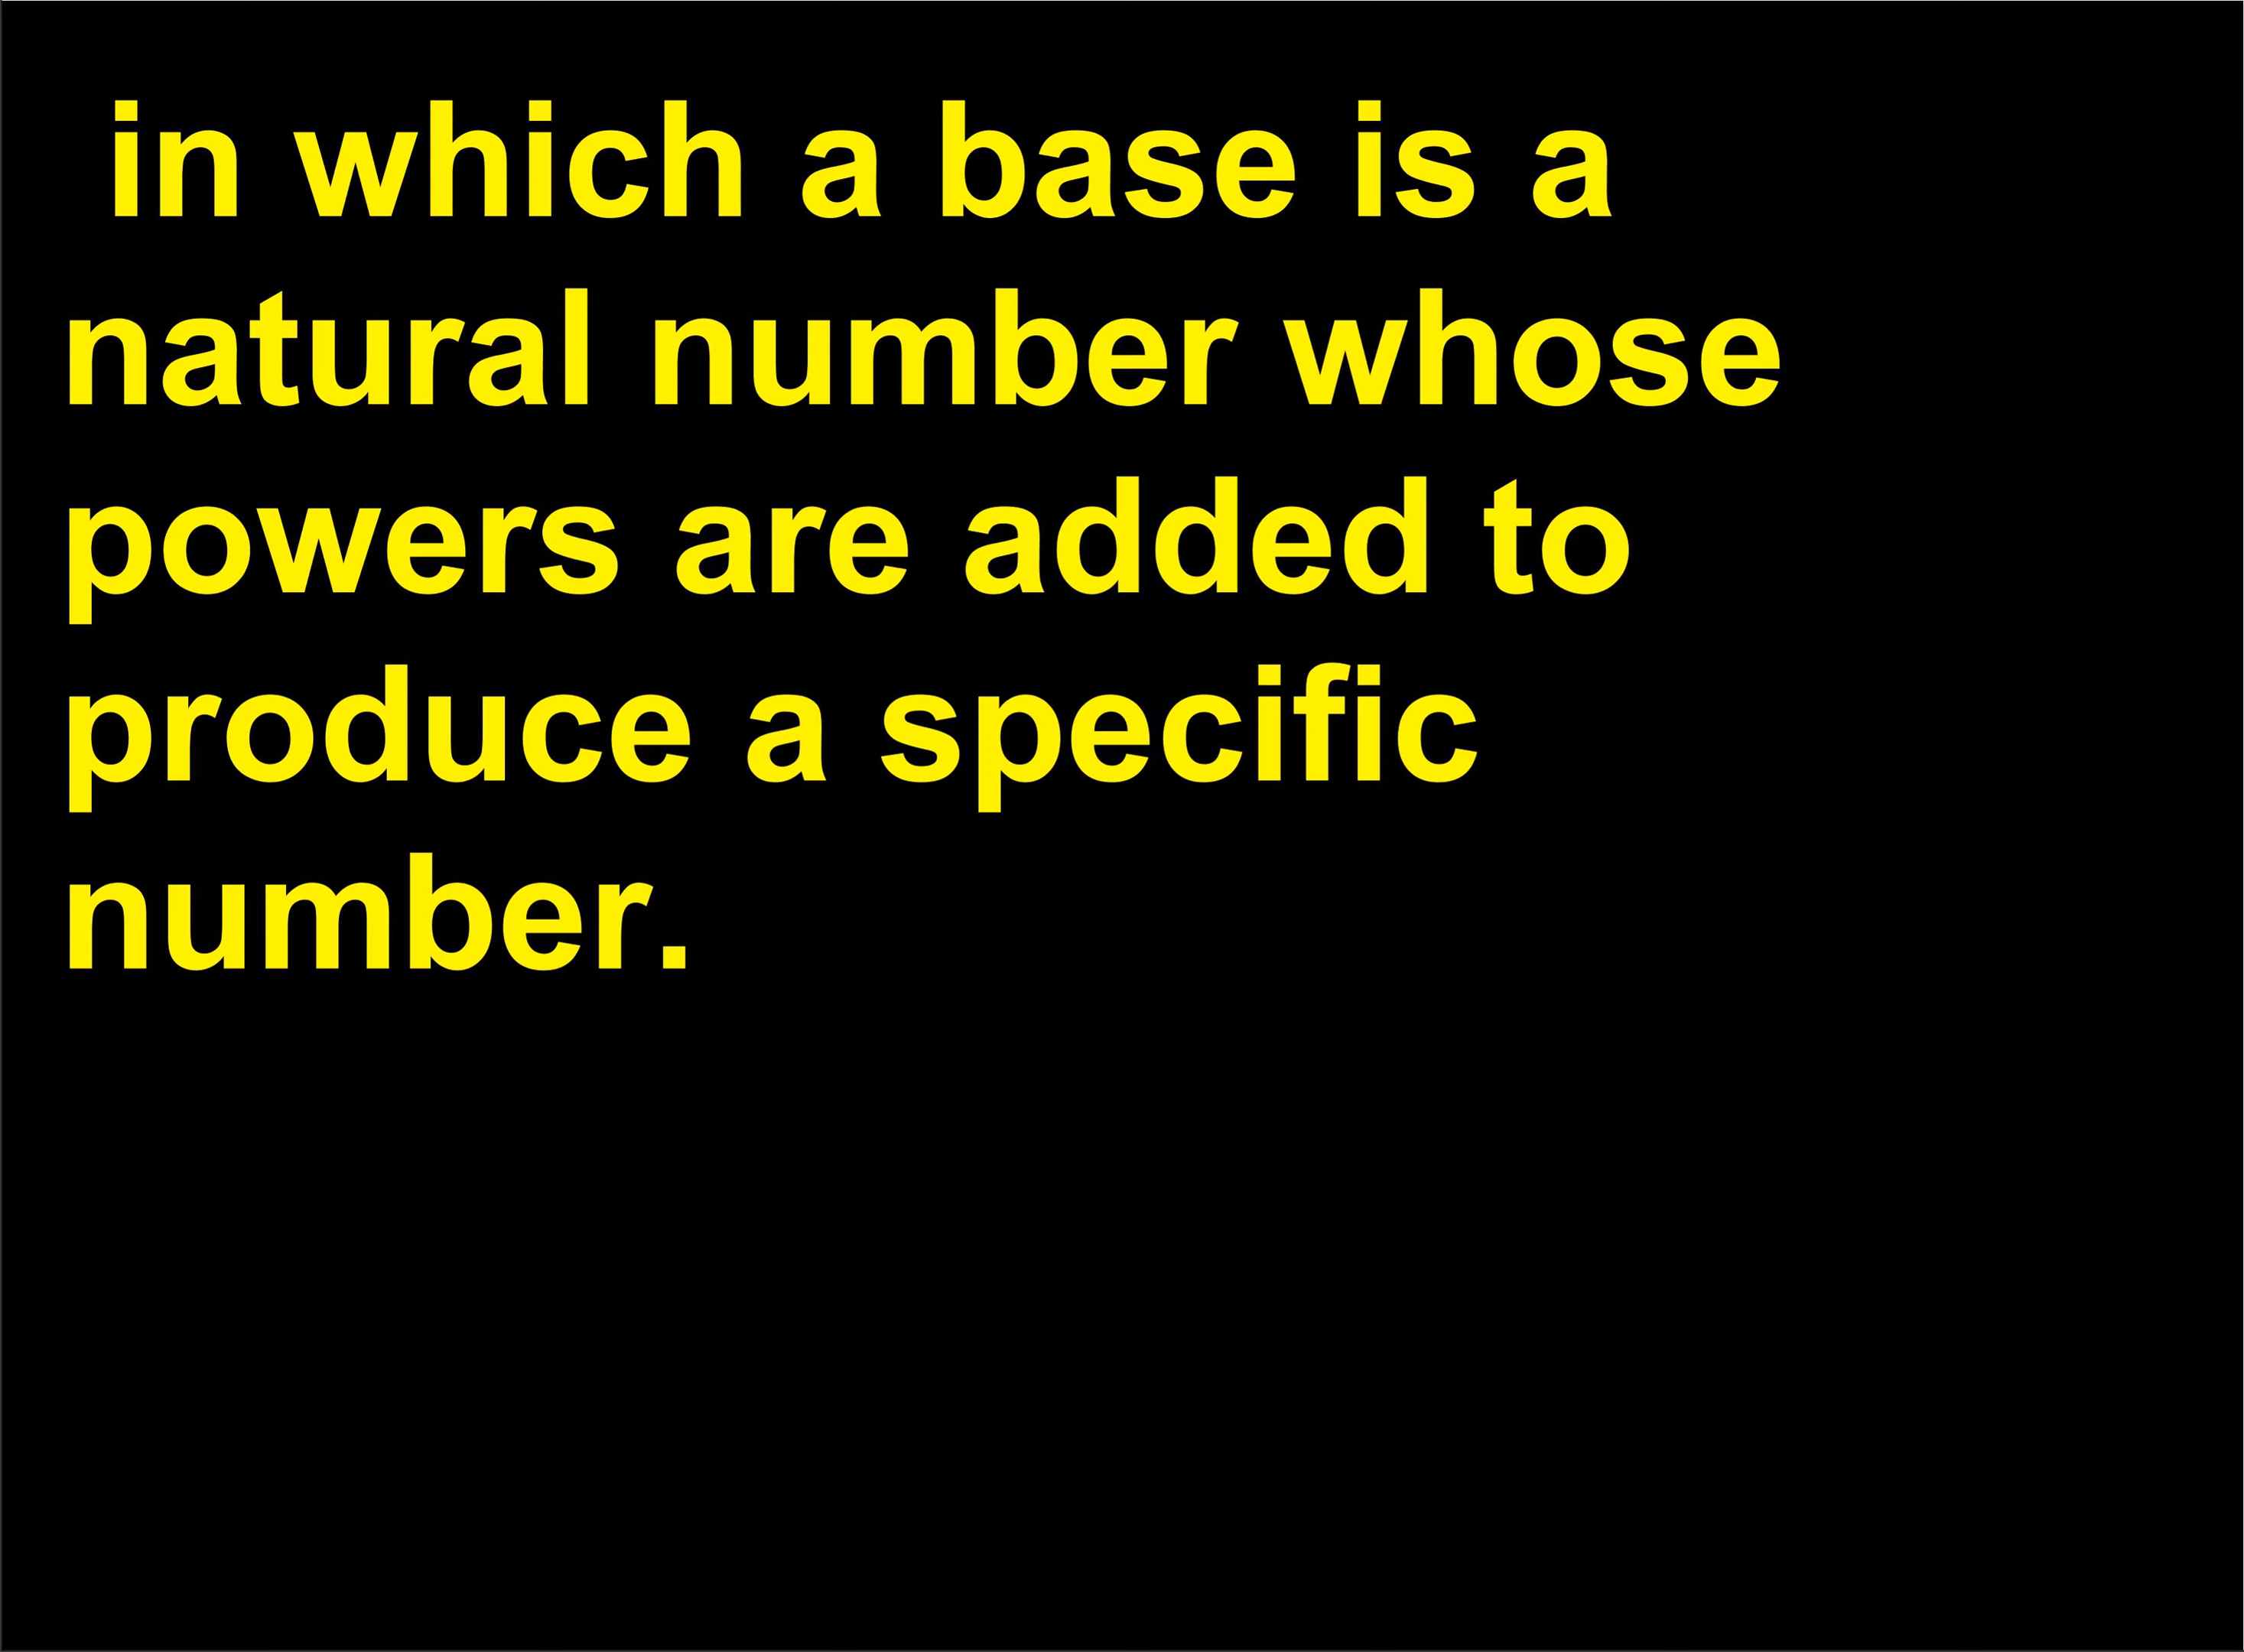 in which a base is a
natural number whose
powers are added to
produce a specific
number.